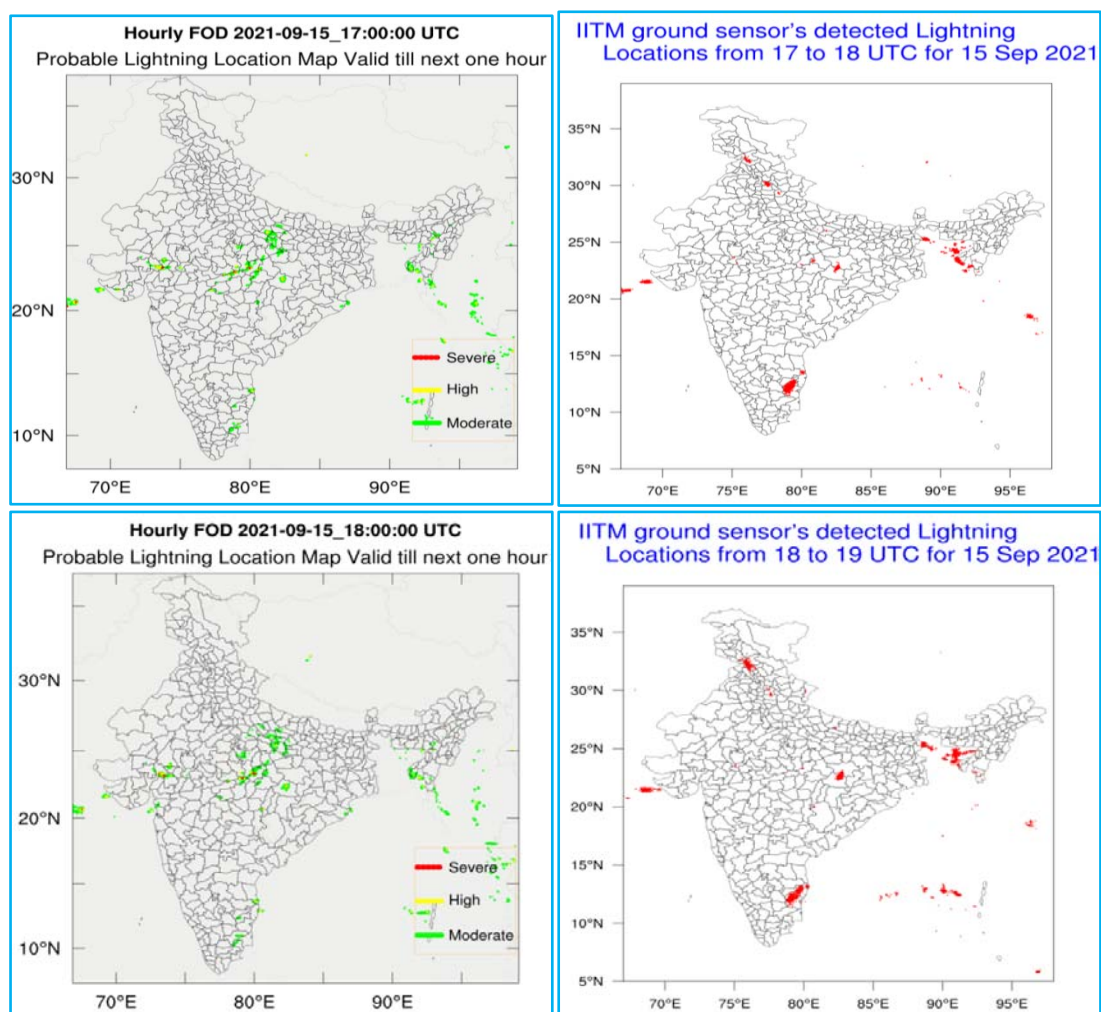 Hourly FOD 2021-09-15_17:00:00 UTC
Probable Lightning Location Map Valid till next one hour
30°N
20°N
10°N
Severe
High
Moderate
70°E 80°E 90°E
IITM ground sensor's detected Lightning
Locations from 17 to 18 UTC for 15 Sep 2021
35°N
30°N
25°N
20°N
15°N
10°N
5°N
70°E 75°E 80°E 85°E 90°E 95°E
Hourly FOD 2021-09-15_18:00:00 UTC
Probable Lightning Location Map Valid till next one hour
30°N
20°N
10°N
Severe
High
Moderate
70°E 80°E 90°E
IITM ground sensor's detected Lightning
Locations from 18 to 19 UTC for 15 Sep 2021
35°N
30°N
25°N
20°N
15°N
10°N
5°N
70°E 75°E 80°E 85°E 90°E 95°E